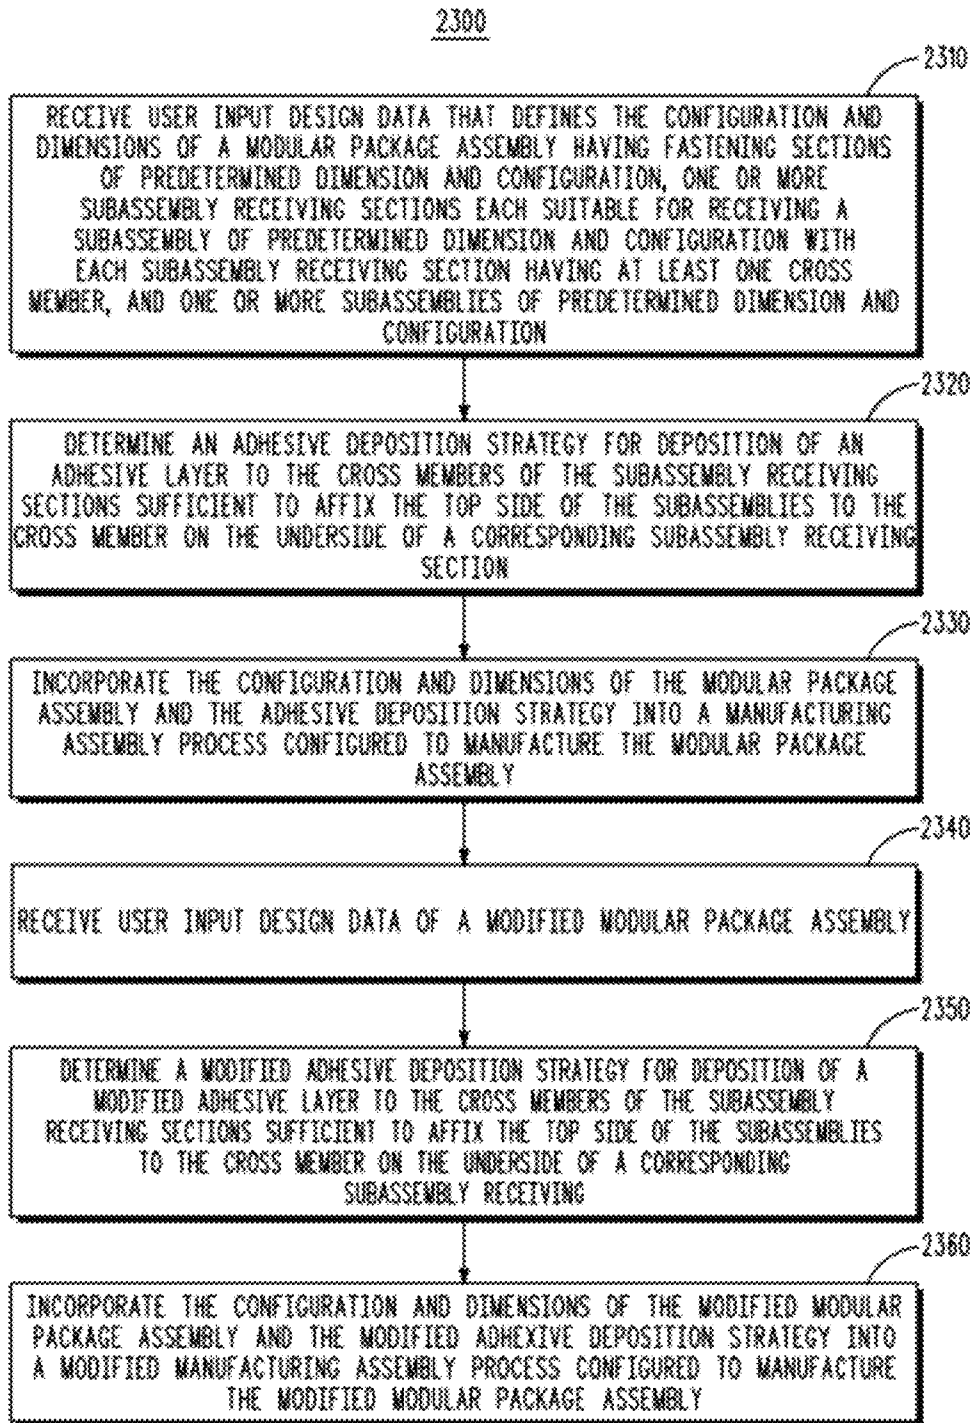 2300
2310
RECEIVE USER INPUT DESIGN DATA THAT DEFINES THE CONFIGURATION AND
DIMENSIONS OF A MODULAR PACKAGE ASSEMBLY HAVING FASTENING SECTIONS
OF PREDETERMINED DIMENSION AND CONFIGURATION, ONE OR MORE
SUBASSEMBLY RECEIVING SECTIONS EACH SUITABLE FOR RECEIVING A
SUBASSEMBLY OF PREDETERMINED DIMENSION AND CONFIGURATION WITH
EACH SUBASSEMBLY RECEIVING SECTION HAVING AT LEAST ONE CROSS
MEMBER, AND ONE OR MORE SUBASSEMBLIES OF PREDETERMINED DIMENSION AND
CONFIGURATION
2320
DETERMINE AN ADHESIVE DEPOSITION STRATEGY FOR DEPOSITION OF AN
ADHESIVE LAYER TO THE CROSS MEMBERS OF THE SUBASSEMBLY RECEIVING
SECTIONS SUFFICIENT TO AFFIX THE TOP SIDE OF THE SUBASSEMBLIES TO THE
CROSS MEMBER ON THE UNDERSIDE OF A CORRESPONDING SUBASSEMBLY RECEIVING
SECTION
2330
INCORPORATE THE CONFIGURATION AND DIMENSIONS OF THE MODULAR PACKAGE
ASSEMBLY AND THE ADHESIVE DEPOSITION STRATEGY INTO A MANUFACTURING
ASSEMBLY PROCESS CONFIGURED TO MANUFACTURE THE MODULAR PACKAGE
ASSEMBLY
2340
RECEIVE USER INPUT DESIGN DATA OF A MODIFIED MODULAR PACKAGE ASSEMBLY
2350
DETERMINE A MODIFIED ADHESIVE DEPOSITION STRATEGY FOR DEPOSITION OF A
MODIFIED ADHESIVE LAYER TO THE CROSS MEMBERS OF THE SUBASSEMBLY
RECEIVING SECTIONS SUFFICIENT TO AFFIX THE TOP SIDE OF THE SUBASSEMBLIES
TO THE CROSS MEMBER ON THE UNDERSIDE OF A CORRESPONDING
SUBASSEMBLY RECEIVING
2360
INCORPORATE THE CONFIGURATION AND DIMENSIONS OF THE MODIFIED MODULAR
PACKAGE ASSEMBLY AND THE MODIFIED ADHEXIVE DEPOSITION STRATEGY INTO
A MODIFIED MANUFACTURING ASSEMBLY PROCESS CONFIGURED TO MANUFACTURE
THE MODIFIED MODULAR PACKAGE ASSEMBLY